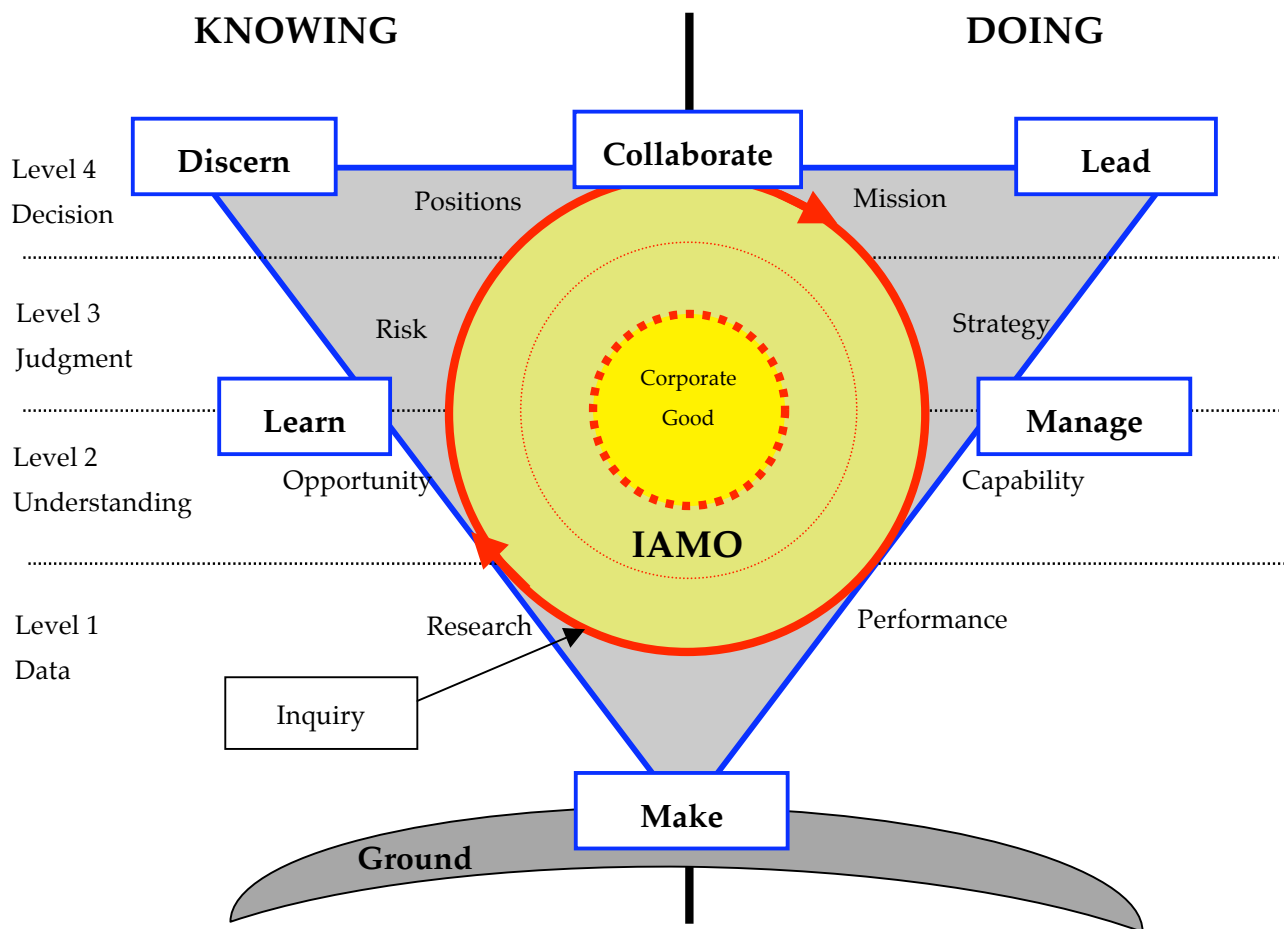 KNOWING
DOING
Discern
Collaborate
Lead
Level 4
Decision
Positions
Mission
Level 3
Judgment
Risk
Strategy
Corporate
Good
Learn
Manage
Level 2
Understanding
Opportunity
Capability
IAMO
Level 1
Data
Research
Performance
Inquiry
Make
Ground